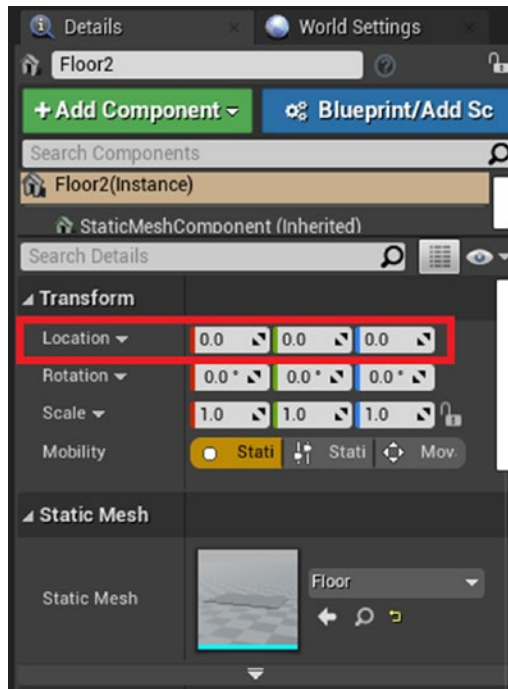 Details World Settings
Floor2
+ Add Component Blueprint/Add Sc
Search Components
Floor2(Instance)
StaticMeshComponent (Inherited)
Search Details
Transform
Location 0.0 0.0 0.0
Rotation 0.0 ° 0.0 ° 0.0 °
Scale 1.0 1.0 1.0
Mobility Stati Stati Mov
Static Mesh
Static Mesh Floor